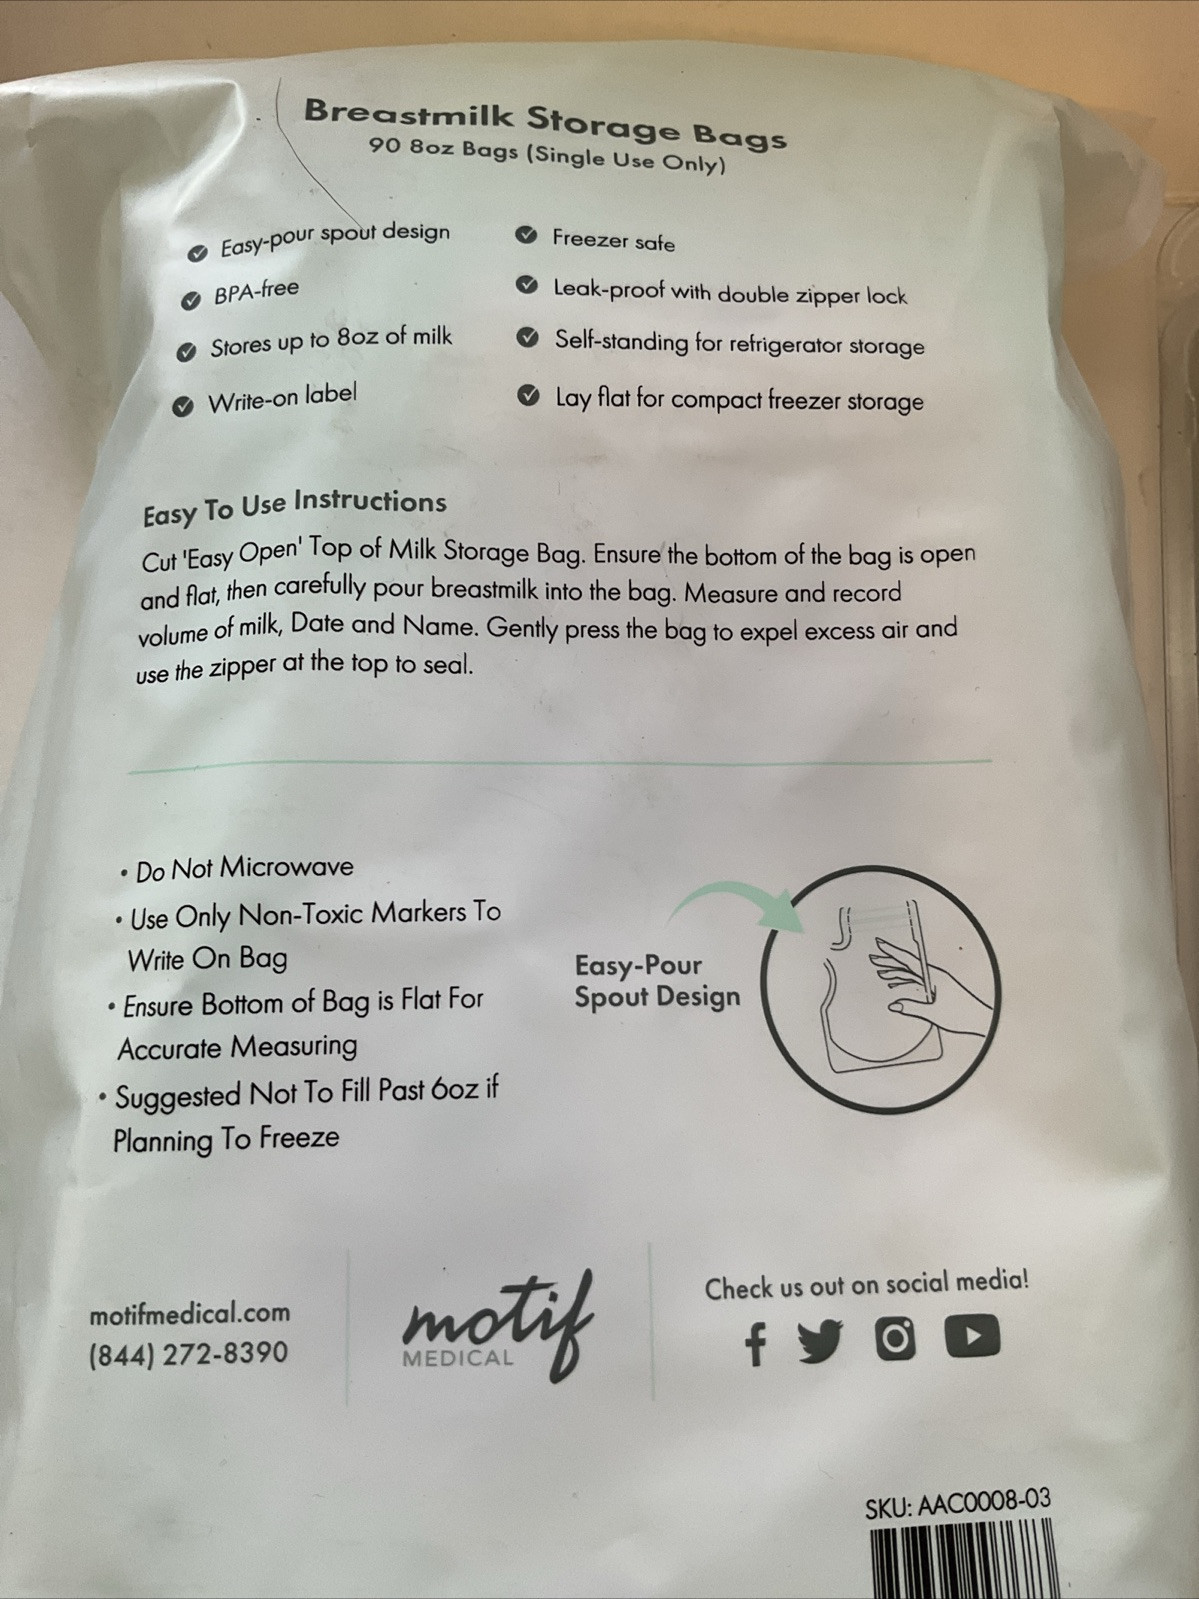 Breastmilk Storage Bags
90 8oz Bags (Single Use Only)
Easy-pour spout design
BPA-free
Stores up to 8oz of milk
Write-on label
Freezer safe
Leak-proof with double zipper lock
Self-standing for refrigerator storage
Lay flat for compact freezer storage
Easy To Use Instructions
Cut 'Easy Open' Top of Milk Storage Bag. Ensure the bottom of the bag is open
and flat, then carefully pour breastmilk into the bag. Measure and record
volume of milk, Date and Name. Gently press the bag to expel excess air and
use the zipper at the top to seal.
• Do Not Microwave
• Use Only Non-Toxic Markers To
Write On Bag
• Ensure Bottom of Bag is Flat For
Accurate Measuring
• Suggested Not To Fill Past 6oz if
Planning To Freeze
Easy-Pour
Spout Design
motifmedical.com
(844) 272-8390
motif
MEDICAL
Check us out on social media!
SKU: AAC0008-03